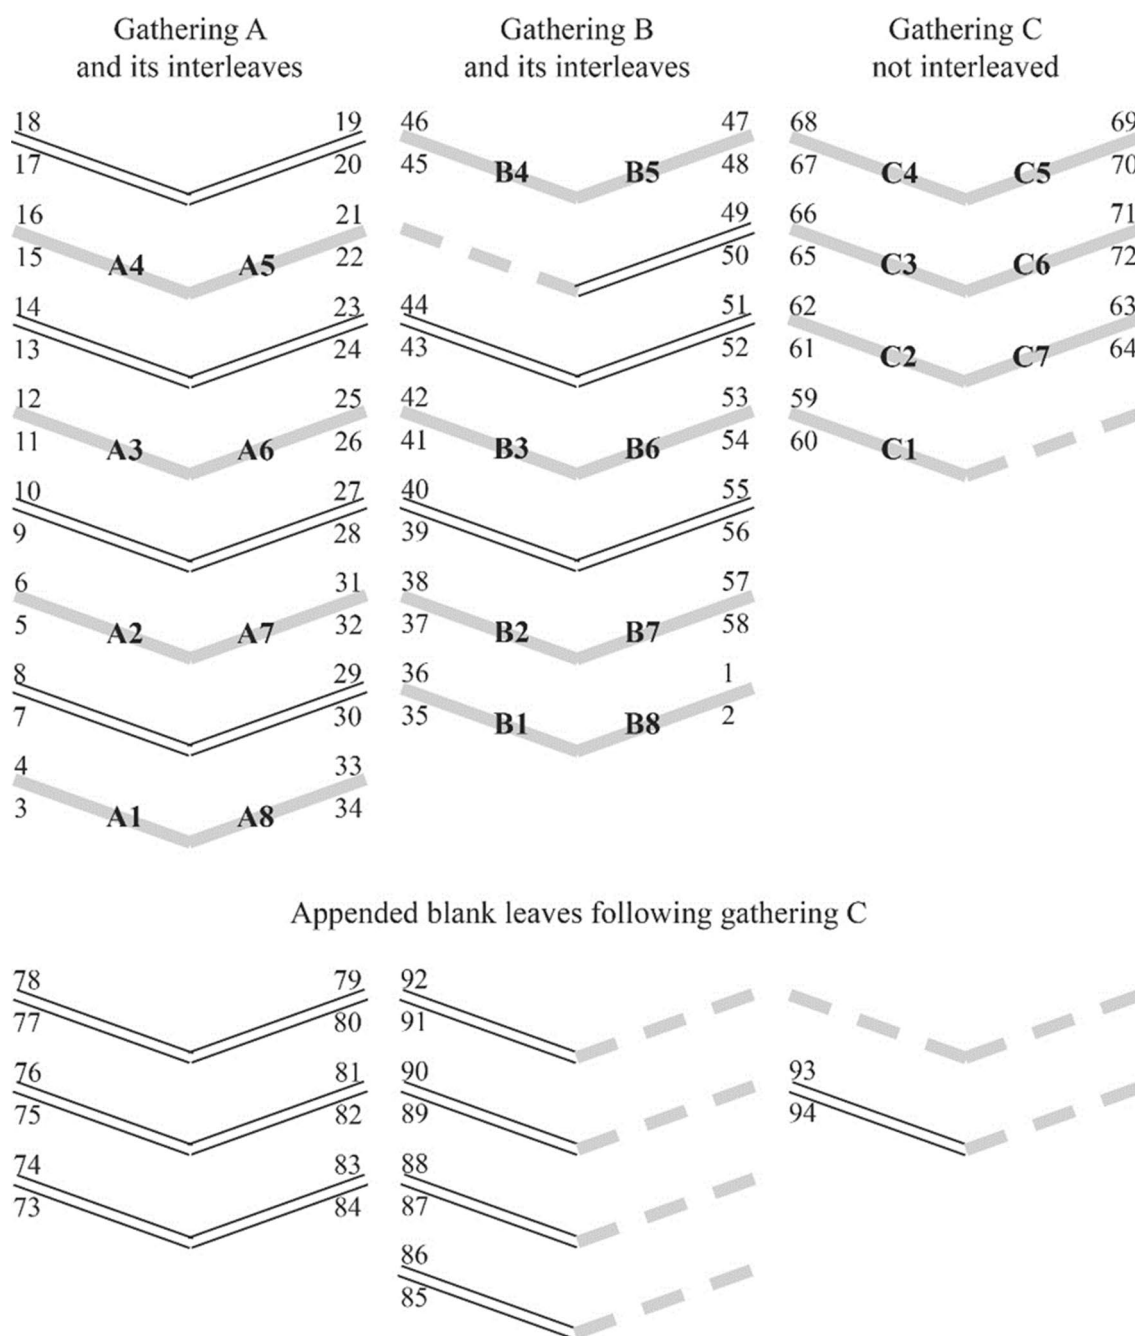 Gathering A
and its interleaves
18 19
17 20
16 21
15 A4 A5 22
14 23
13 24
12 25
11 A3 A6 26
10 27
9 28
6 31
5 A2 A7 32
8 29
7 30
4 33
3 A1 A8 34
Gathering B
and its interleaves
46 47
45 B4 B5 48
49
50
44 51
43 52
42 53
41 B3 B6 54
40 55
39 56
38 57
37 B2 B7 58
36 1
35 B1 B8 2
Gathering C
not interleaved
68 69
67 C4 C5 70
66 71
65 C3 C6 72
62 63
61 C2 C7 64
59
60 C1
Appended blank leaves following gathering C
78 79
77 80
76 81
75 82
74 83
73 84
92
91
90
89
88
87
86
85
93
94